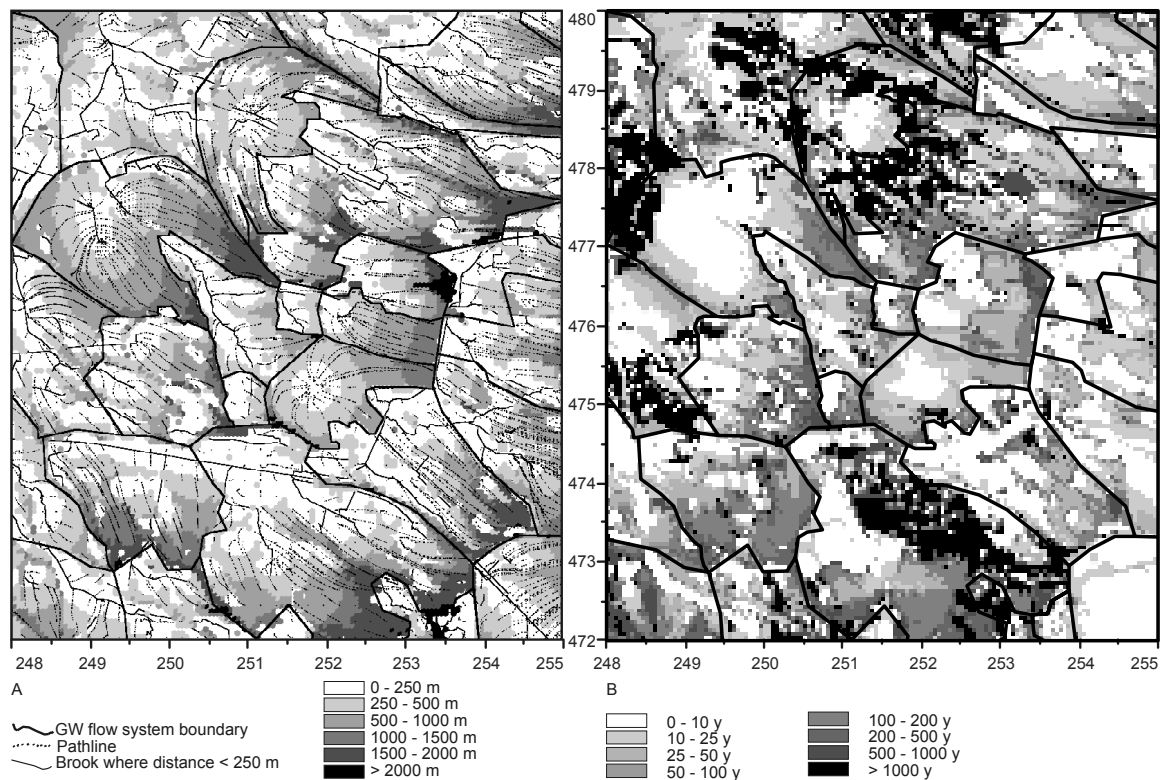 480
479
478
477
476
475
474
473
472
248 249 250 251 252 253 254 255
248 249 250 251 252 253 254 255
A
GW flow system boundary
Pathline
Brook where distance < 250 m
0 - 250 m
250 - 500 m
500 - 1000 m
1000 - 1500 m
1500 - 2000 m
> 2000 m
B
0 - 10 y
10 - 25 y
25 - 50 y
50 - 100 y
100 - 200 y
200 - 500 y
500 - 1000 y
> 1000 y